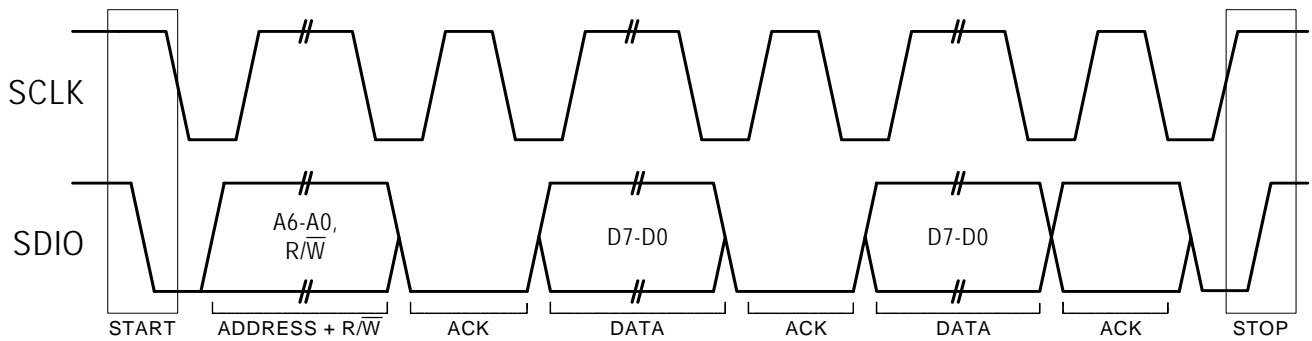 SCLK
SDIO
A6-A0,
R/W̅
D7-D0
D7-D0
START
ADDRESS + R/W̅
ACK
DATA
ACK
DATA
ACK
STOP